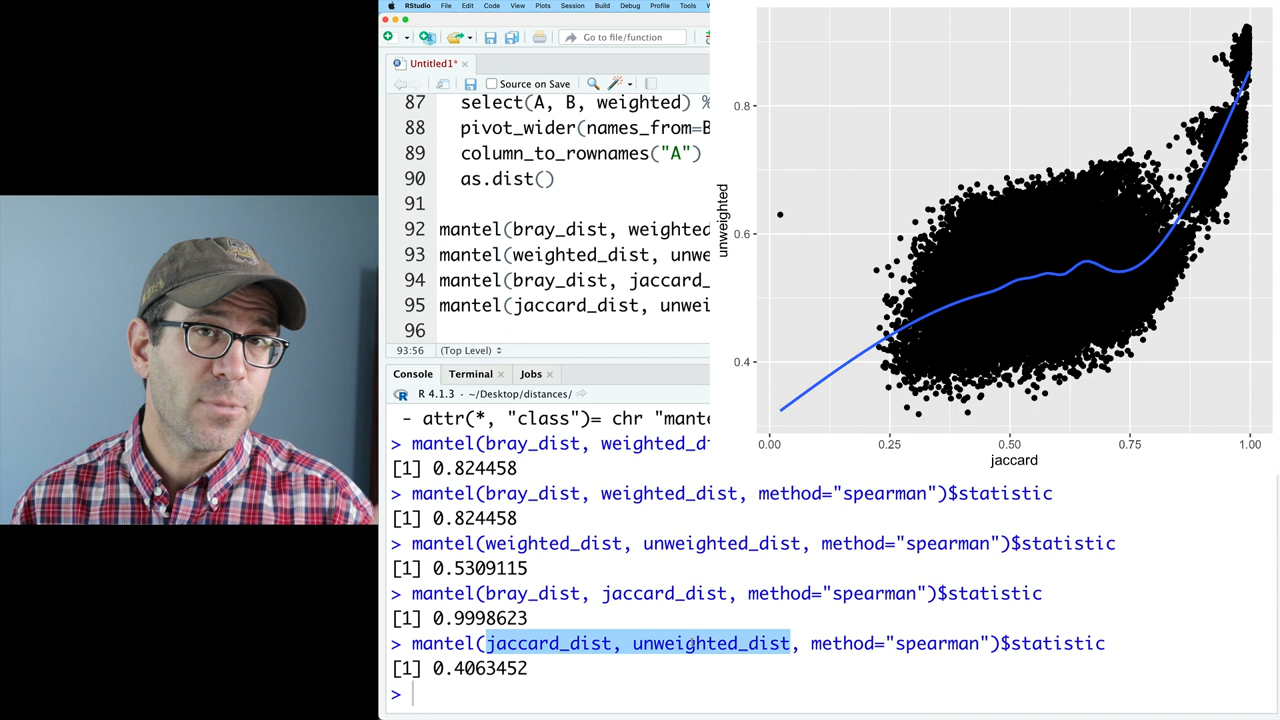 RStudio File Edit Code View Plots Session Build Debug Profile Tools
Go to file/function
Untitled1*
Source on Save
87 select(A, B, weighted) %
88 pivot_wider(names_from=B
89 column_to_rownames("A")
90 as.dist()
91
92 mantel(bray_dist, weighted
93 mantel(weighted_dist, unwe
94 mantel(bray_dist, jaccard_
95 mantel(jaccard_dist, unwei
96
93:56 (Top Level)
Console Terminal Jobs
R 4.1.3 · ~/Desktop/distances/
- attr(*, "class")= chr "mante
> mantel(bray_dist, weighted_d
[1] 0.824458
> mantel(bray_dist, weighted_dist, method="spearman")$statistic
[1] 0.824458
> mantel(weighted_dist, unweighted_dist, method="spearman")$statistic
[1] 0.5309115
> mantel(bray_dist, jaccard_dist, method="spearman")$statistic
[1] 0.9998623
> mantel(jaccard_dist, unweighted_dist, method="spearman")$statistic
[1] 0.4063452
>
unweighted
0.8
0.6
0.4
0.00 0.25 0.50 0.75 1.00
jaccard